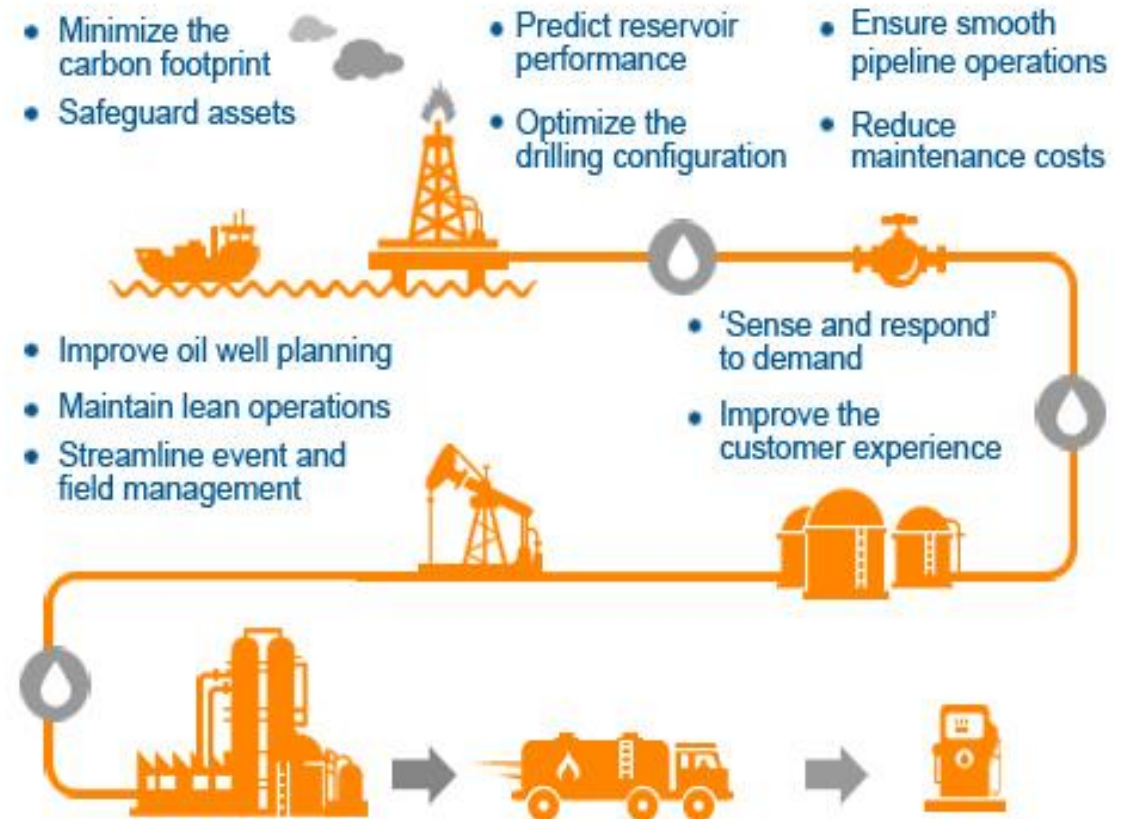 • Minimize the
carbon footprint
• Safeguard assets
• Predict reservoir
performance
• Optimize the
drilling configuration
• Ensure smooth
pipeline operations
• Reduce
maintenance costs
• Improve oil well planning
• Maintain lean operations
• Streamline event and
field management
• ‘Sense and respond’
to demand
• Improve the
customer experience